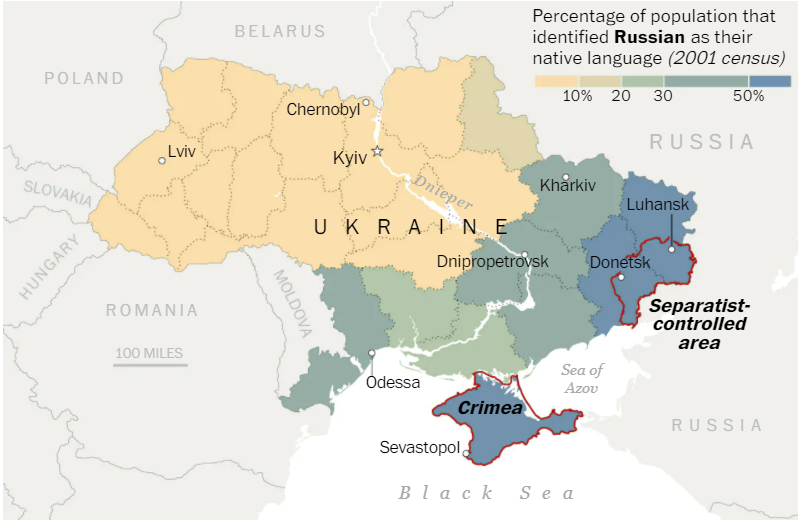 Percentage of population that
identified Russian as their
native language (2001 census)
10% 20 30 50%
BELARUS
POLAND
Chernobyl
RUSSIA
Lviv
Kyiv
SLOVAKIA
Dnieper
Kharkiv
Luhansk
UKRAINE
HUNGARY
Dnipropetrovsk
Donetsk
MOLDOVA
ROMANIA
Separatist-
controlled
area
100 MILES
Sea of
Azov
Odessa
Crimea
RUSSIA
Sevastopol
Black Sea